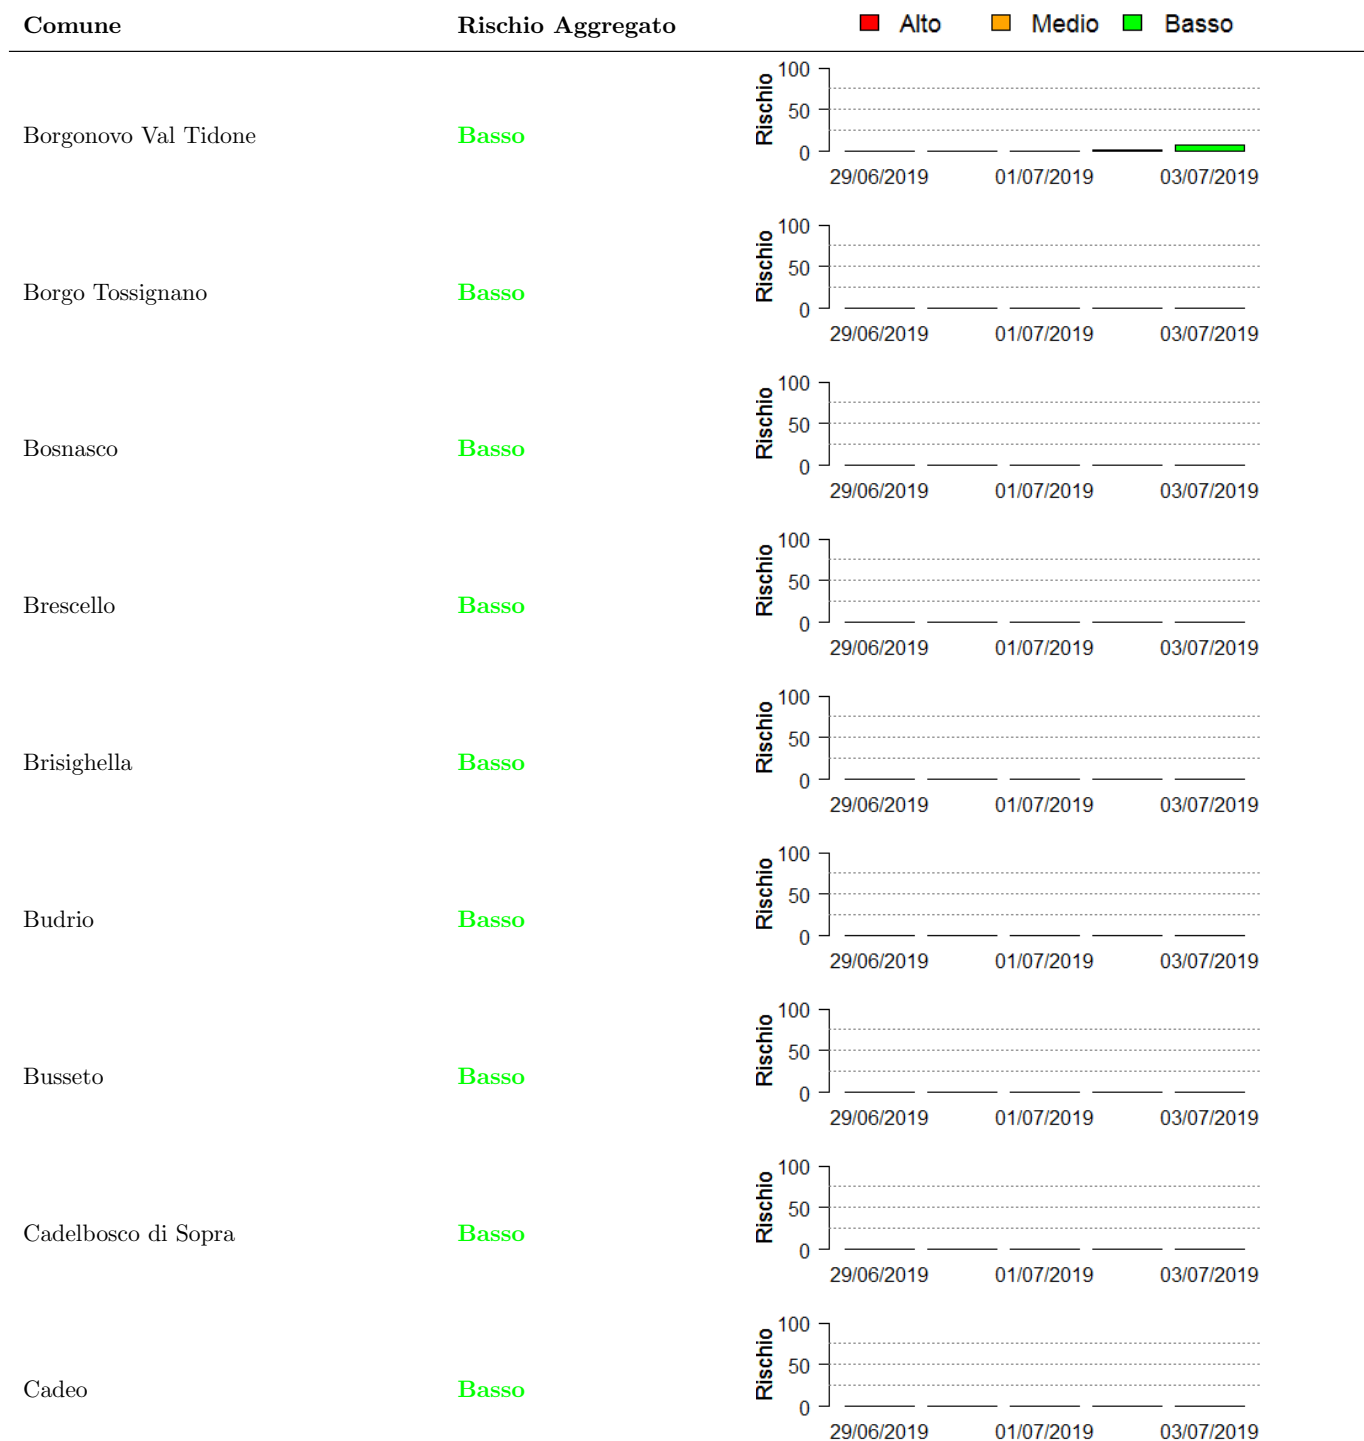 Comune Rischio Aggregato Alto Medio Basso
100
50
0
Rischio
Borgonovo Val Tidone Basso
29/06/2019 01/07/2019 03/07/2019
100
50
0
Rischio
Borgo Tossignano Basso
29/06/2019 01/07/2019 03/07/2019
100
50
0
Rischio
Bosnasco Basso
29/06/2019 01/07/2019 03/07/2019
100
50
0
Rischio
Brescello Basso
29/06/2019 01/07/2019 03/07/2019
100
50
0
Rischio
Brisighella Basso
29/06/2019 01/07/2019 03/07/2019
100
50
0
Rischio
Budrio Basso
29/06/2019 01/07/2019 03/07/2019
100
50
0
Rischio
Busseto Basso
29/06/2019 01/07/2019 03/07/2019
100
50
0
Rischio
Cadelbosco di Sopra Basso
29/06/2019 01/07/2019 03/07/2019
100
50
0
Rischio
Cadeo Basso
29/06/2019 01/07/2019 03/07/2019